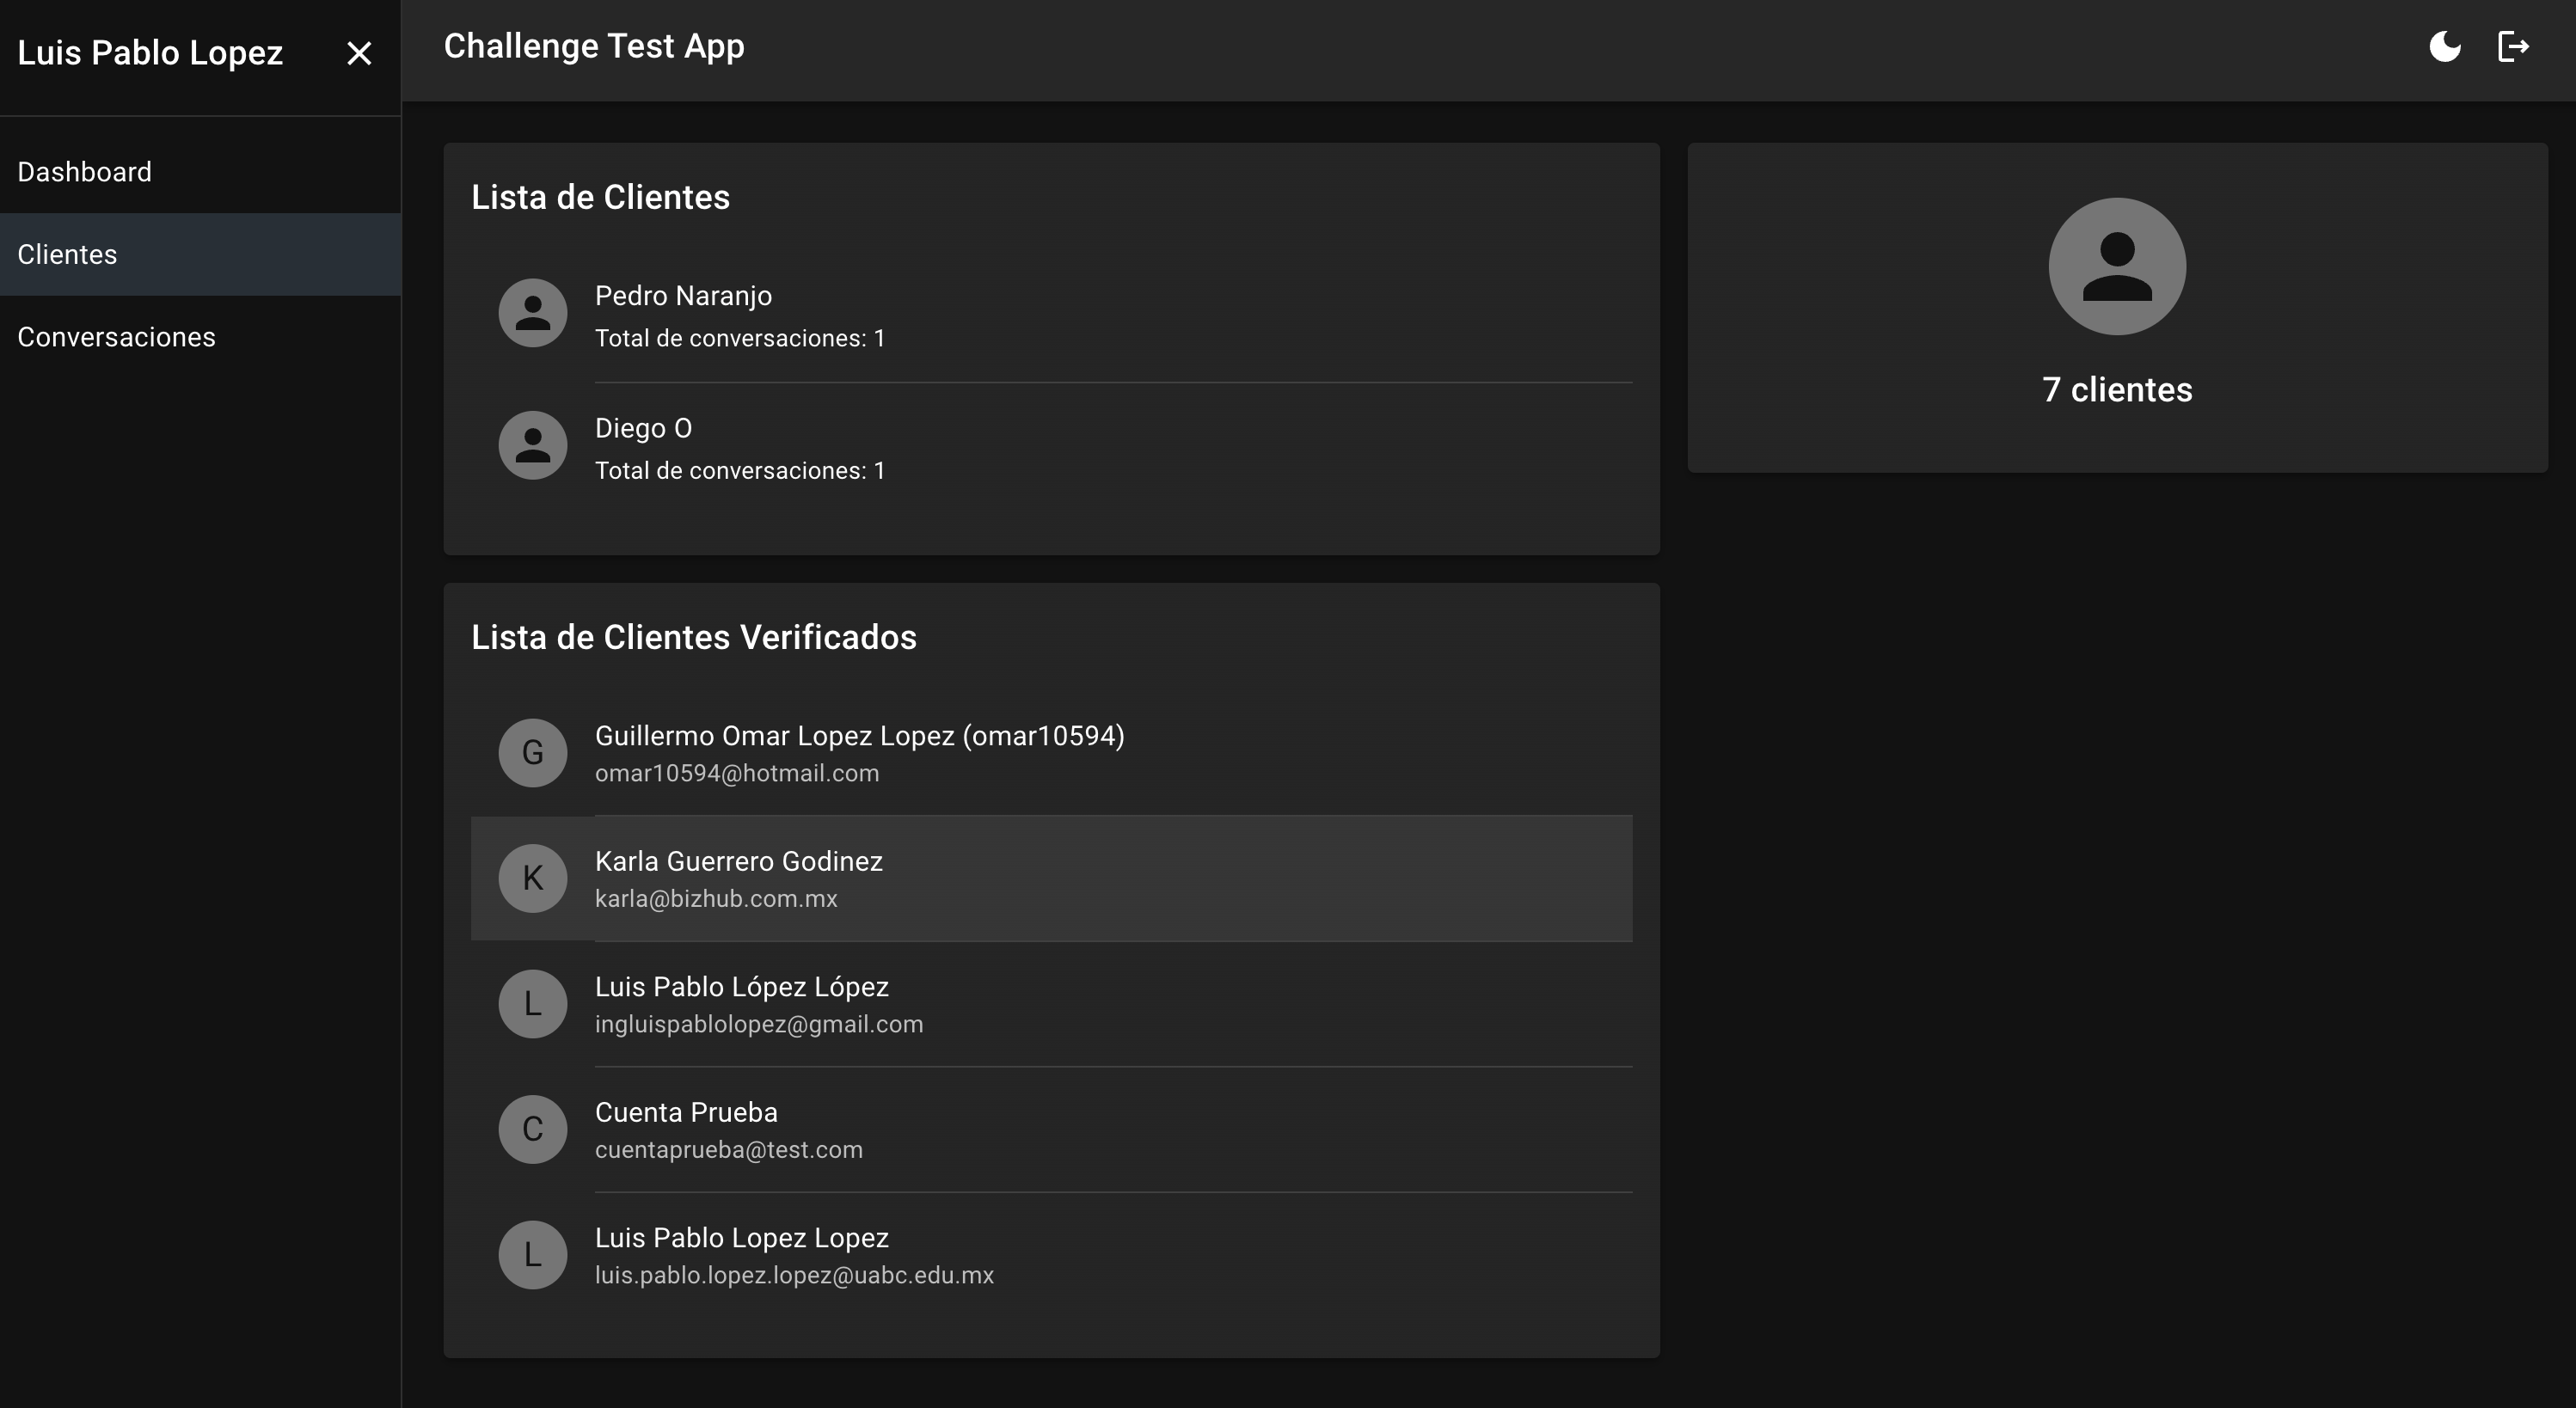 Luis Pablo Lopez
Dashboard
Clientes
Conversaciones
Challenge Test App
Lista de Clientes
Pedro Naranjo
Total de conversaciones: 1
Diego O
Total de conversaciones: 1
7 clientes
Lista de Clientes Verificados
G
Guillermo Omar Lopez Lopez (omar10594)
omar10594@hotmail.com
K
Karla Guerrero Godinez
karla@bizhub.com.mx
L
Luis Pablo López López
ingluispablolopez@gmail.com
C
Cuenta Prueba
cuentaprueba@test.com
L
Luis Pablo Lopez Lopez
luis.pablo.lopez.lopez@uabc.edu.mx